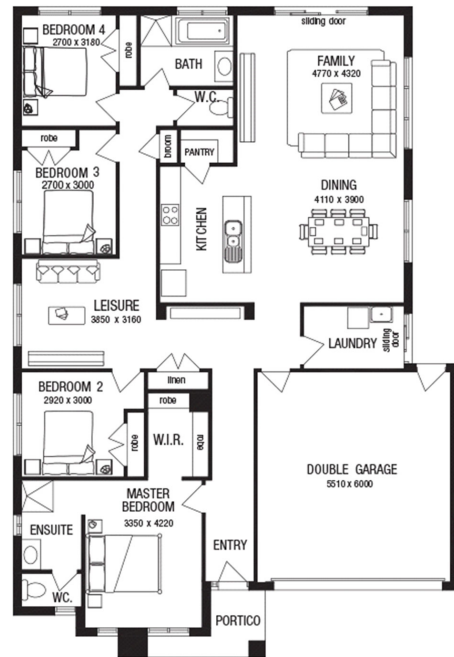 sliding door
BEDROOM 4
2700 x 3180
robe
BATH
FAMILY
4770 x 4320
W.C.
robe
broom
PANTRY
BEDROOM 3
2700 x 3000
KITCHEN
DINING
4110 x 3900
LEISURE
3850 x 3160
LAUNDRY
sliding
door
linen
BEDROOM 2
2920 x 3000
robe
robe
W.I.R.
robe
DOUBLE GARAGE
5510 x 6000
MASTER
BEDROOM
3350 x 4220
ENSUITE
ENTRY
WC.
PORTICO